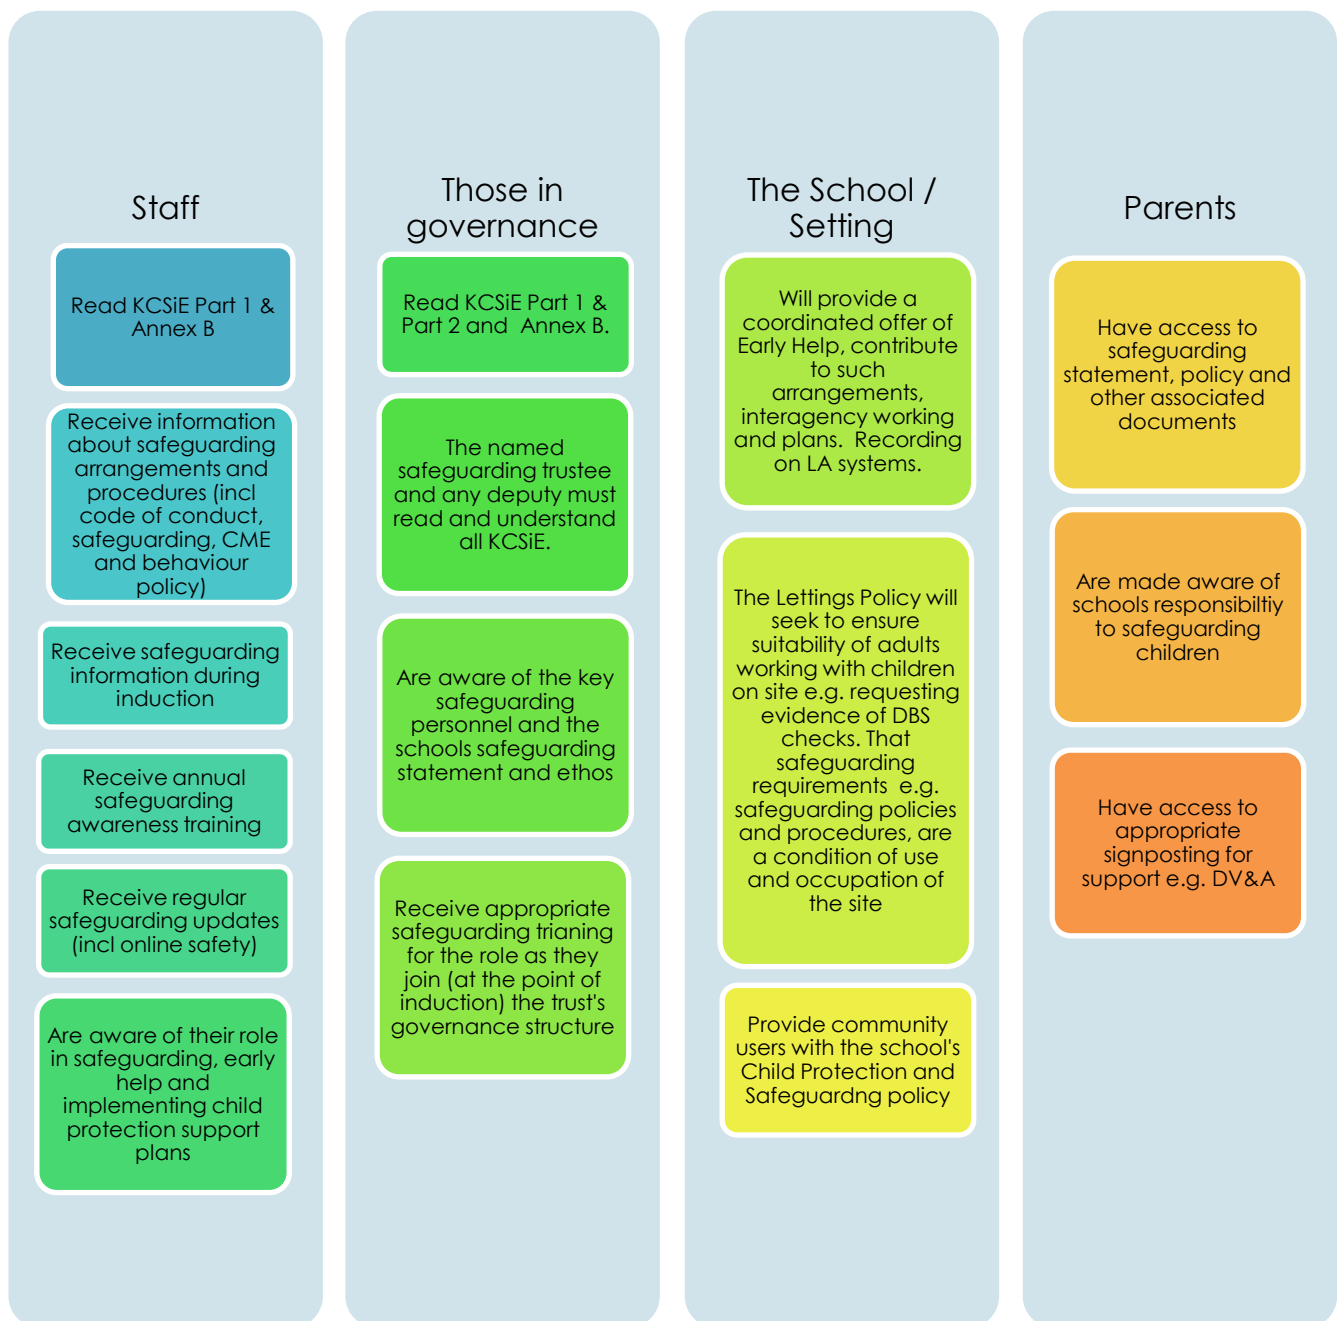 Staff
Read KCSiE Part 1 &
Annex B
Receive information
about safeguarding
arrangements and
procedures (incl
code of conduct,
safeguarding, CME
and behaviour
policy)
Receive safeguarding
information during
induction
Receive annual
safeguarding
awareness training
Receive regular
safeguarding updates
(incl online safety)
Are aware of their role
in safeguarding, early
help and
implementing child
protection support
plans
Those in
governance
Read KCSiE Part 1 &
Part 2 and Annex B.
The named
safeguarding trustee
and any deputy must
read and understand
all KCSiE.
Are aware of the key
safeguarding
personnel and the
schools safeguarding
statement and ethos
Receive appropriate
safeguarding trianing
for the role as they
join (at the point of
induction) the trust's
governance structure
The School /
Setting
Will provide a
coordinated offer of
Early Help, contribute
to such
arrangements,
interagency working
and plans. Recording
on LA systems.
The Lettings Policy will
seek to ensure
suitability of adults
working with children
on site e.g. requesting
evidence of DBS
checks. That
safeguarding
requirements e.g.
safeguarding policies
and procedures, are
a condition of use
and occupation of
the site
Provide community
users with the school's
Child Protection and
Safeguardng policy
Parents
Have access to
safeguarding
statement, policy and
other associated
documents
Are made aware of
schools responsibiltiy
to safeguarding
children
Have access to
appropriate
signposting for
support e.g. DV&A